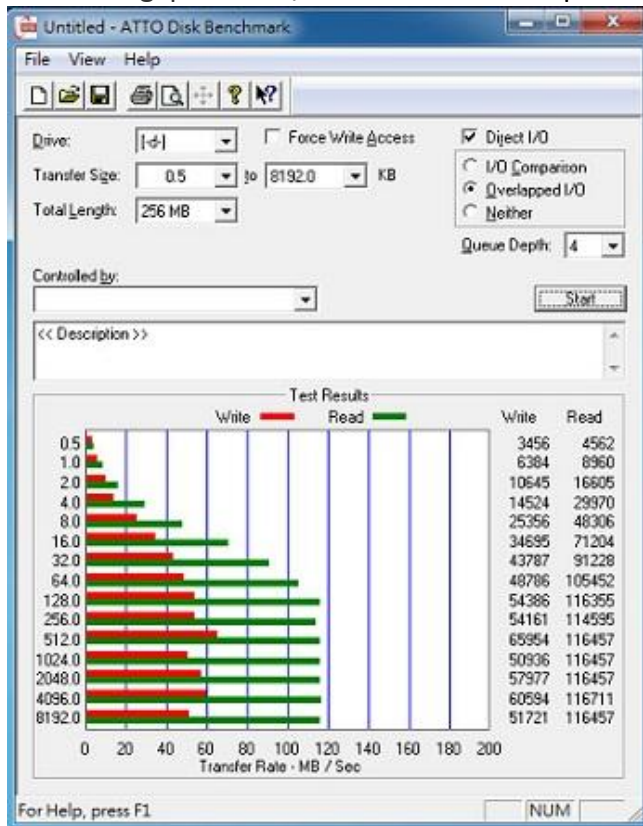 Untitled - ATTO Disk Benchmark
File View Help
Drive: [-d-] Force Write Access Direct I/O
Transfer Size: 0.5 to 8192.0 KB I/O Comparison
Overlapped I/O
Total Length: 256 MB Neither
Queue Depth: 4
Controlled by:
Start
<< Description >>
Test Results
Write Read Write Read
0.5 3456 4562
1.0 6384 8960
2.0 10645 16605
4.0 14524 29970
8.0 25356 48306
16.0 34695 71204
32.0 43787 91228
64.0 48786 105452
128.0 54386 116355
256.0 54161 114595
512.0 65954 116457
1024.0 50936 116457
2048.0 57977 116457
4096.0 60594 116711
8192.0 51721 116457
0 20 40 60 80 100 120 140 160 180 200
Transfer Rate - MB / Sec
For Help, press F1 NUM